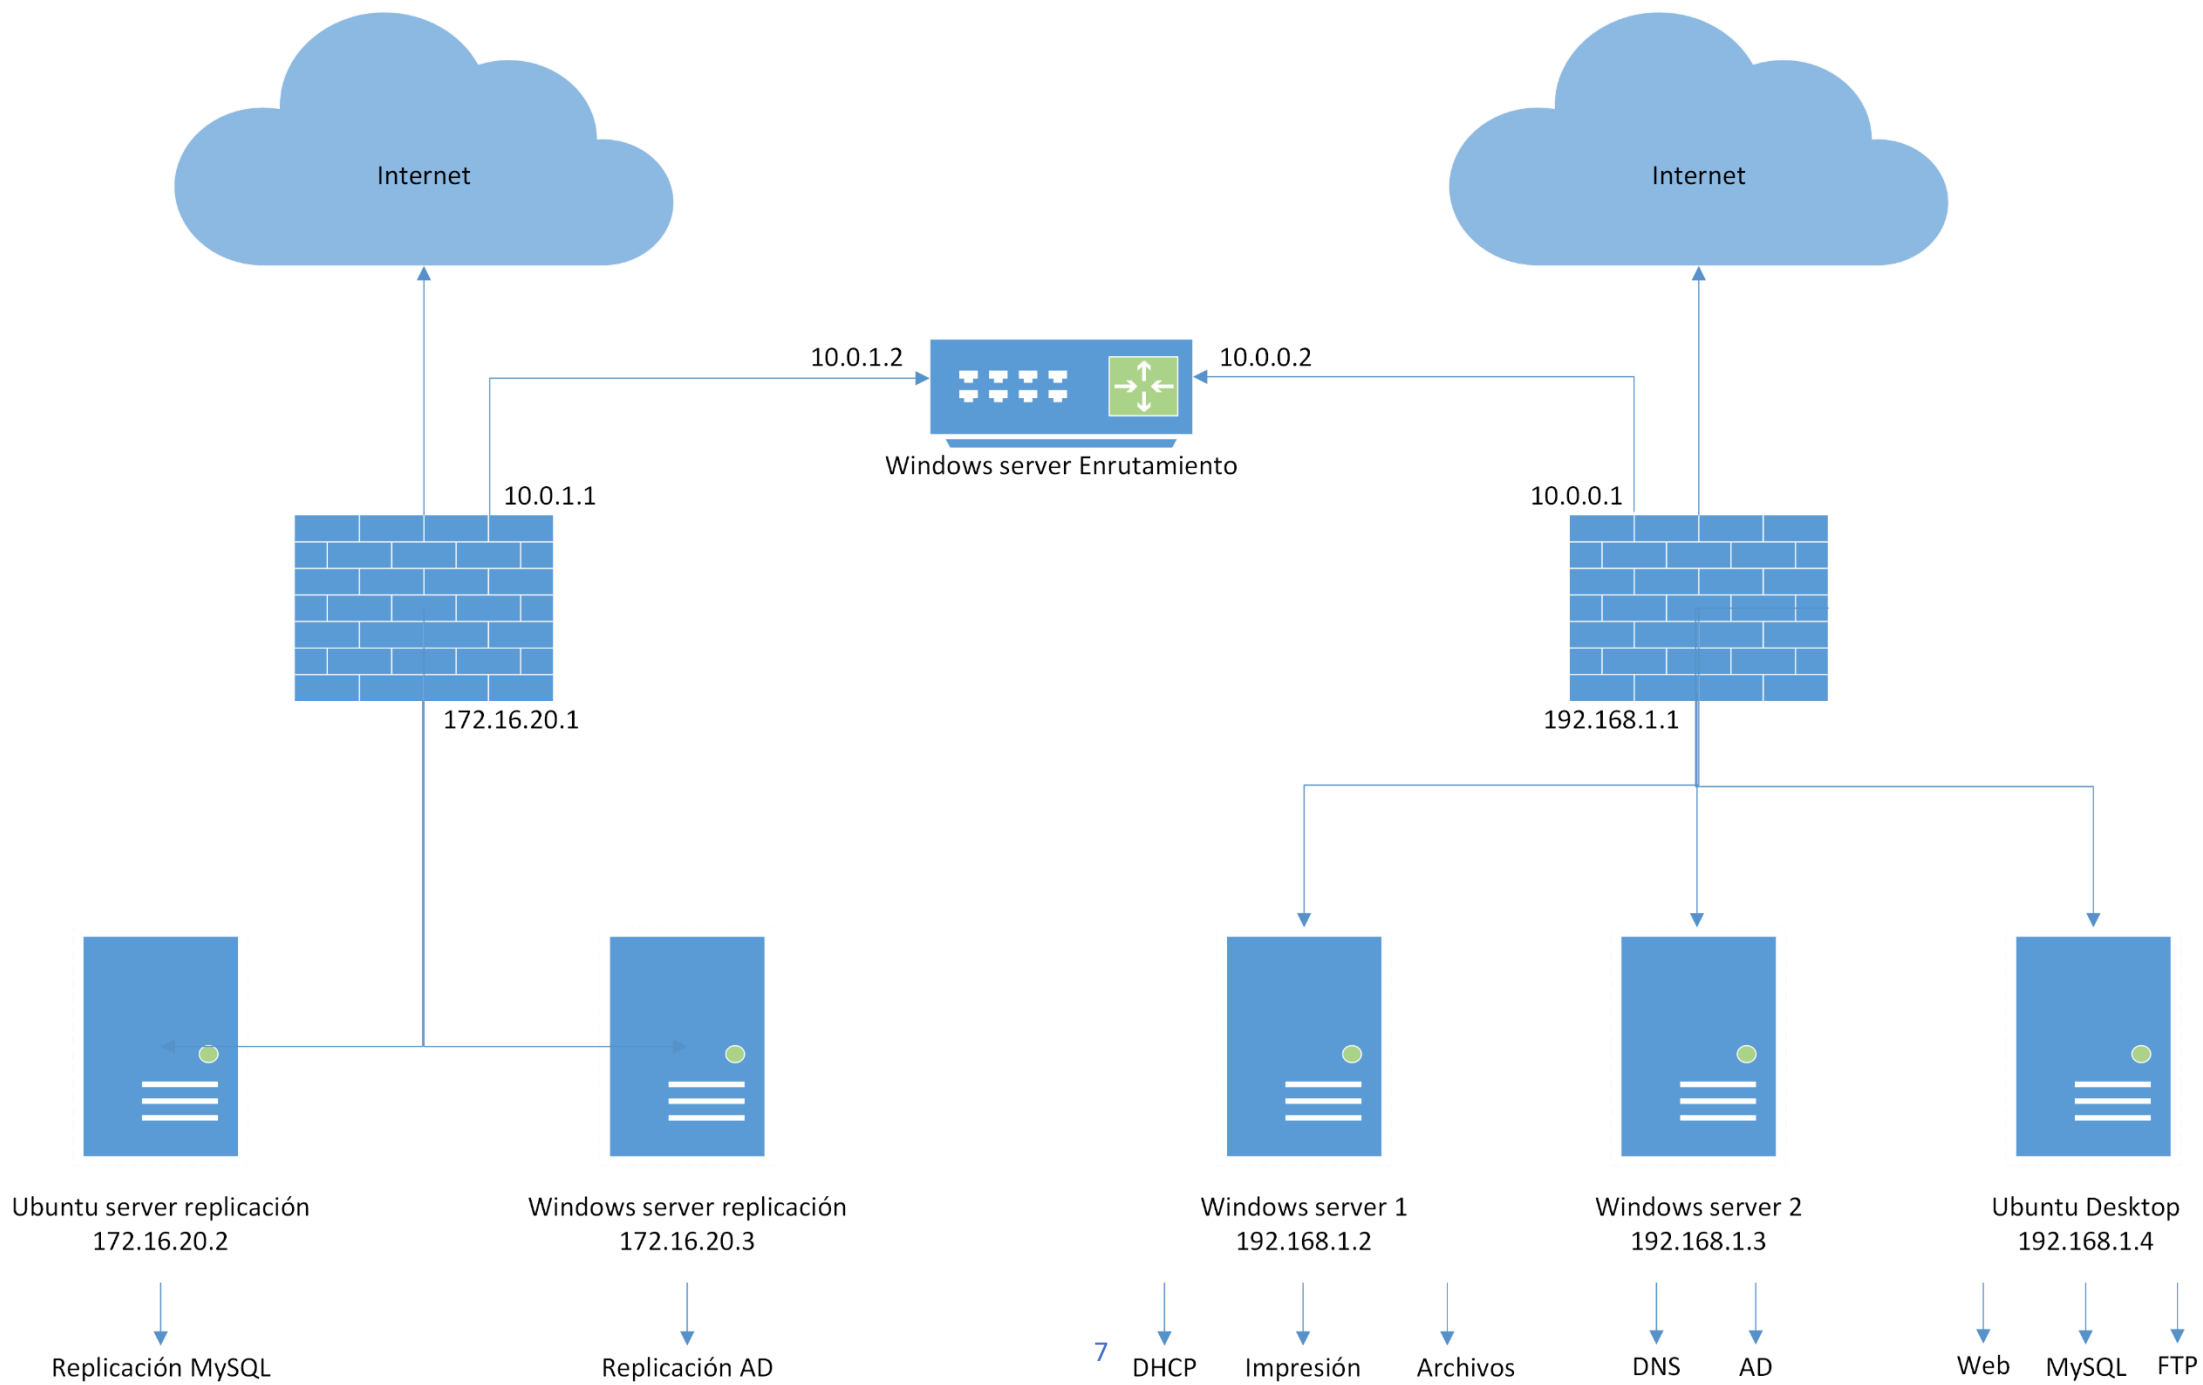 Internet
Internet
10.0.1.2
10.0.0.2
Windows server Enrutamiento
10.0.1.1
10.0.0.1
172.16.20.1
192.168.1.1
Ubuntu server replicación
172.16.20.2
Windows server replicación
172.16.20.3
Windows server 1
192.168.1.2
Windows server 2
192.168.1.3
Ubuntu Desktop
192.168.1.4
Replicación MySQL
Replicación AD
7
DHCP
Impresión
Archivos
DNS
AD
Web
MySQL
FTP